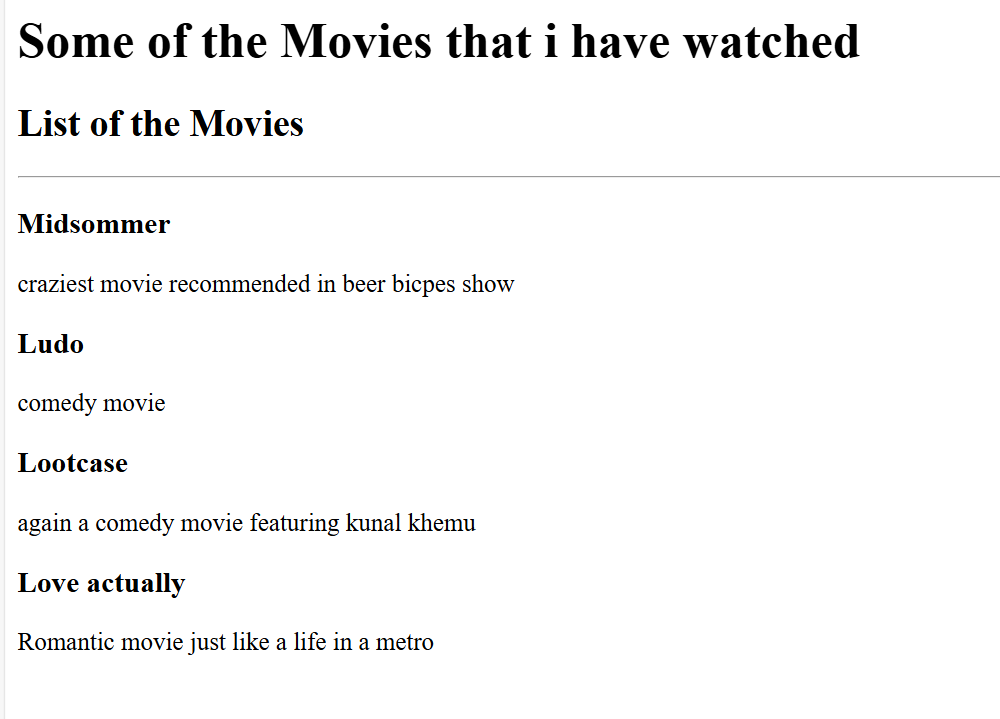 Some of the Movies that i have watched
List of the Movies
Midsommer
craziest movie recommended in beer bicpes show
Ludo
comedy movie
Lootcase
again a comedy movie featuring kunal khemu
Love actually
Romantic movie just like a life in a metro